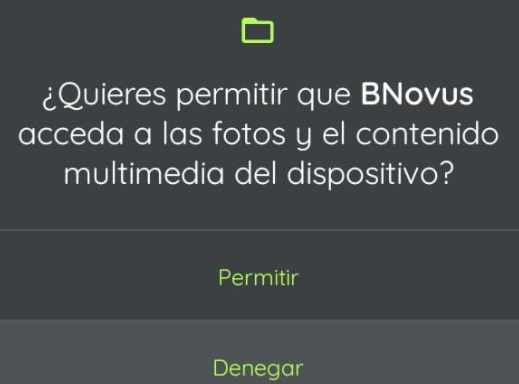 ¿Quieres permitir que BNovus
acceda a las fotos y el contenido
multimedia del dispositivo?
Permitir
Denegar